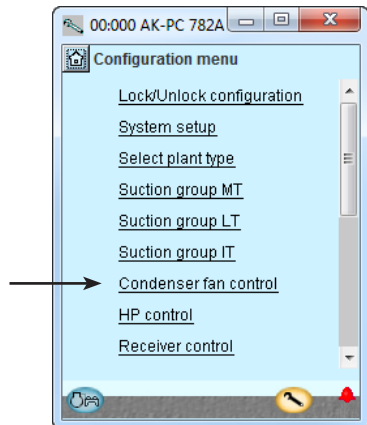 00:000 AK-PC 782A
Configuration menu
Lock/Unlock configuration
System setup
Select plant type
Suction group MT
Suction group LT
Suction group IT
Condenser fan control
HP control
Receiver control